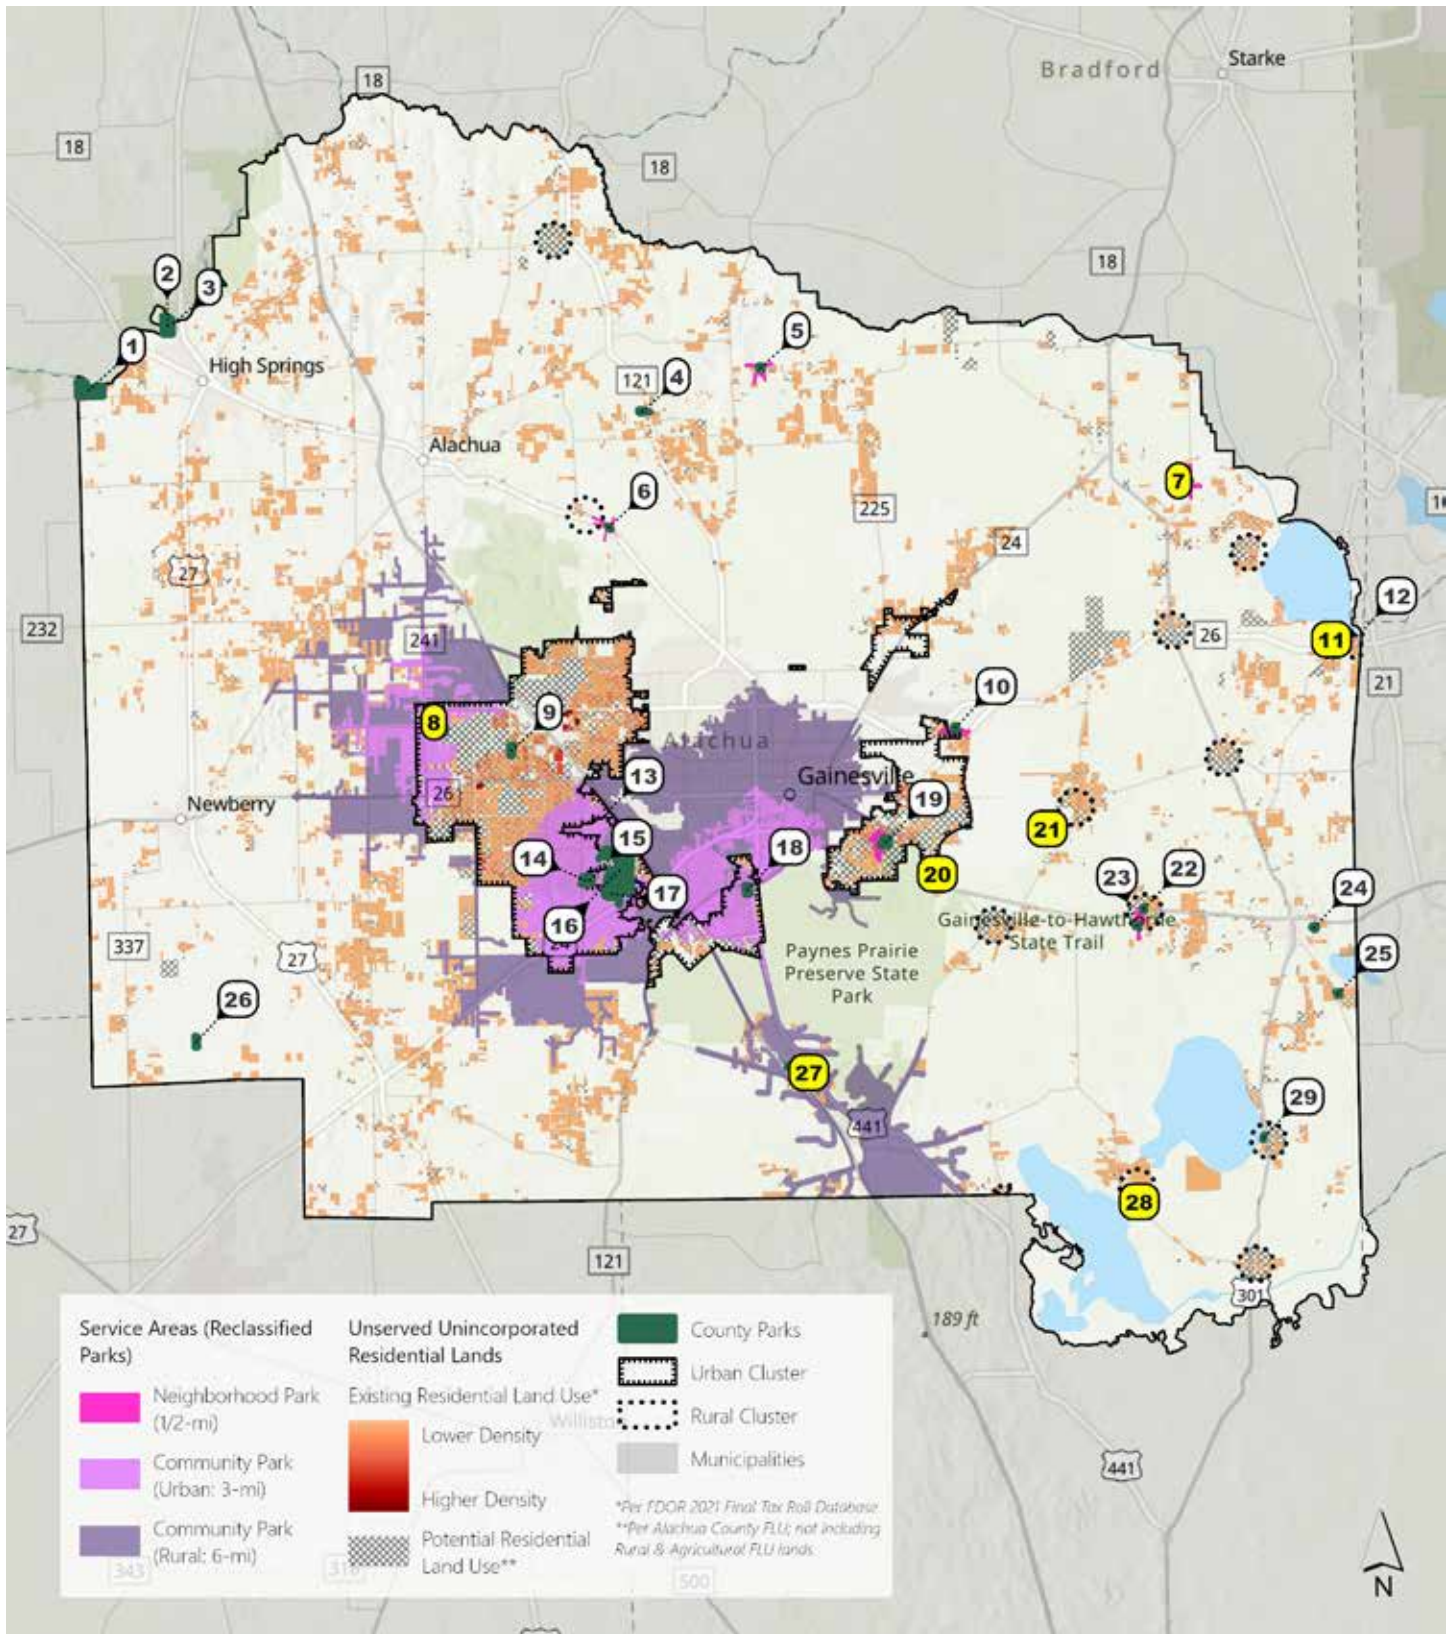 18
Bradford
Starke
18
18
18
2
3
1
High Springs
5
121
4
Alachua
6
7
225
24
27
12
232
241
26
11
21
10
8
9
Alachua
13
Gainesville
26
Newberry
19
15
21
14
18
20
23
22
24
17
16
Gainesville-to-Hawthorne
State Trail
337
27
25
Paynes Prairie
Preserve State
Park
26
27
29
441
28
27
121
301
189 ft
Service Areas (Reclassified
Parks)
Neighborhood Park
(1/2-mi)
Community Park
(Urban: 3-mi)
Community Park
(Rural: 6-mi)
Unserved Unincorporated
Residential Lands
Existing Residential Land Use*
Lower Density
Higher Density
Potential Residential
Land Use**
County Parks
Urban Cluster
Rural Cluster
Municipalities
*Per FDOR 2021 Final Tax Roll Database
**Per Alachua County FLU; not including
Rural & Agricultural FLU lands
441
343
500
N